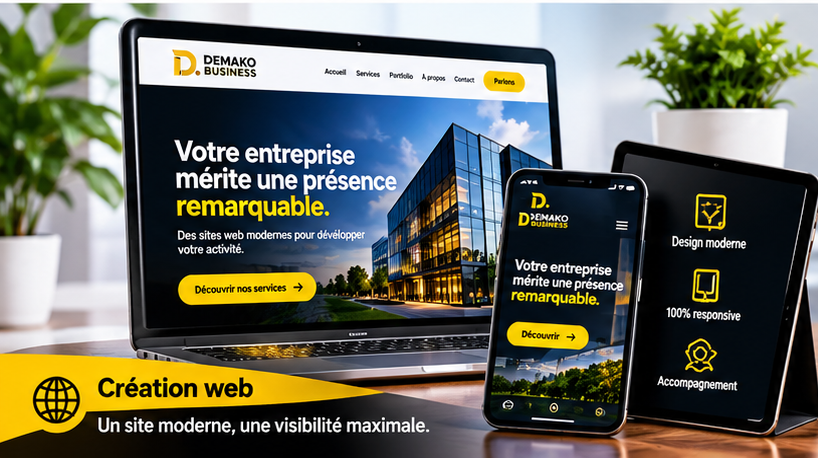 DEMAKO
BUSINESS
Accueil Services Portfolio À propos Contact Parlons
Votre entreprise
mérite une présence
remarquable.
Des sites web modernes pour développer
votre activité.
Découvrir nos services →
D.
DEMAKO
BUSINESS
Votre entreprise
mérite une présence
remarquable.
Découvrir →
Design moderne
100% responsive
Accompagnement
Création web
Un site moderne, une visibilité maximale.